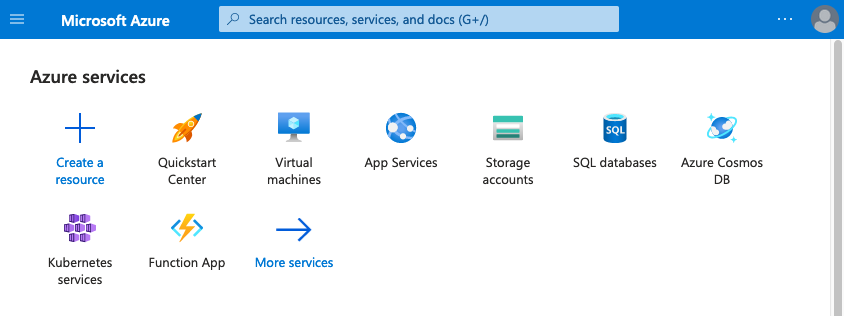 Microsoft Azure
Search resources, services, and docs (G+/)
...
Azure services
Create a
resource
Quickstart
Center
Virtual
machines
App Services
Storage
accounts
SQL
SQL databases
Azure Cosmos
DB
Kubernetes
services
Function App
More services